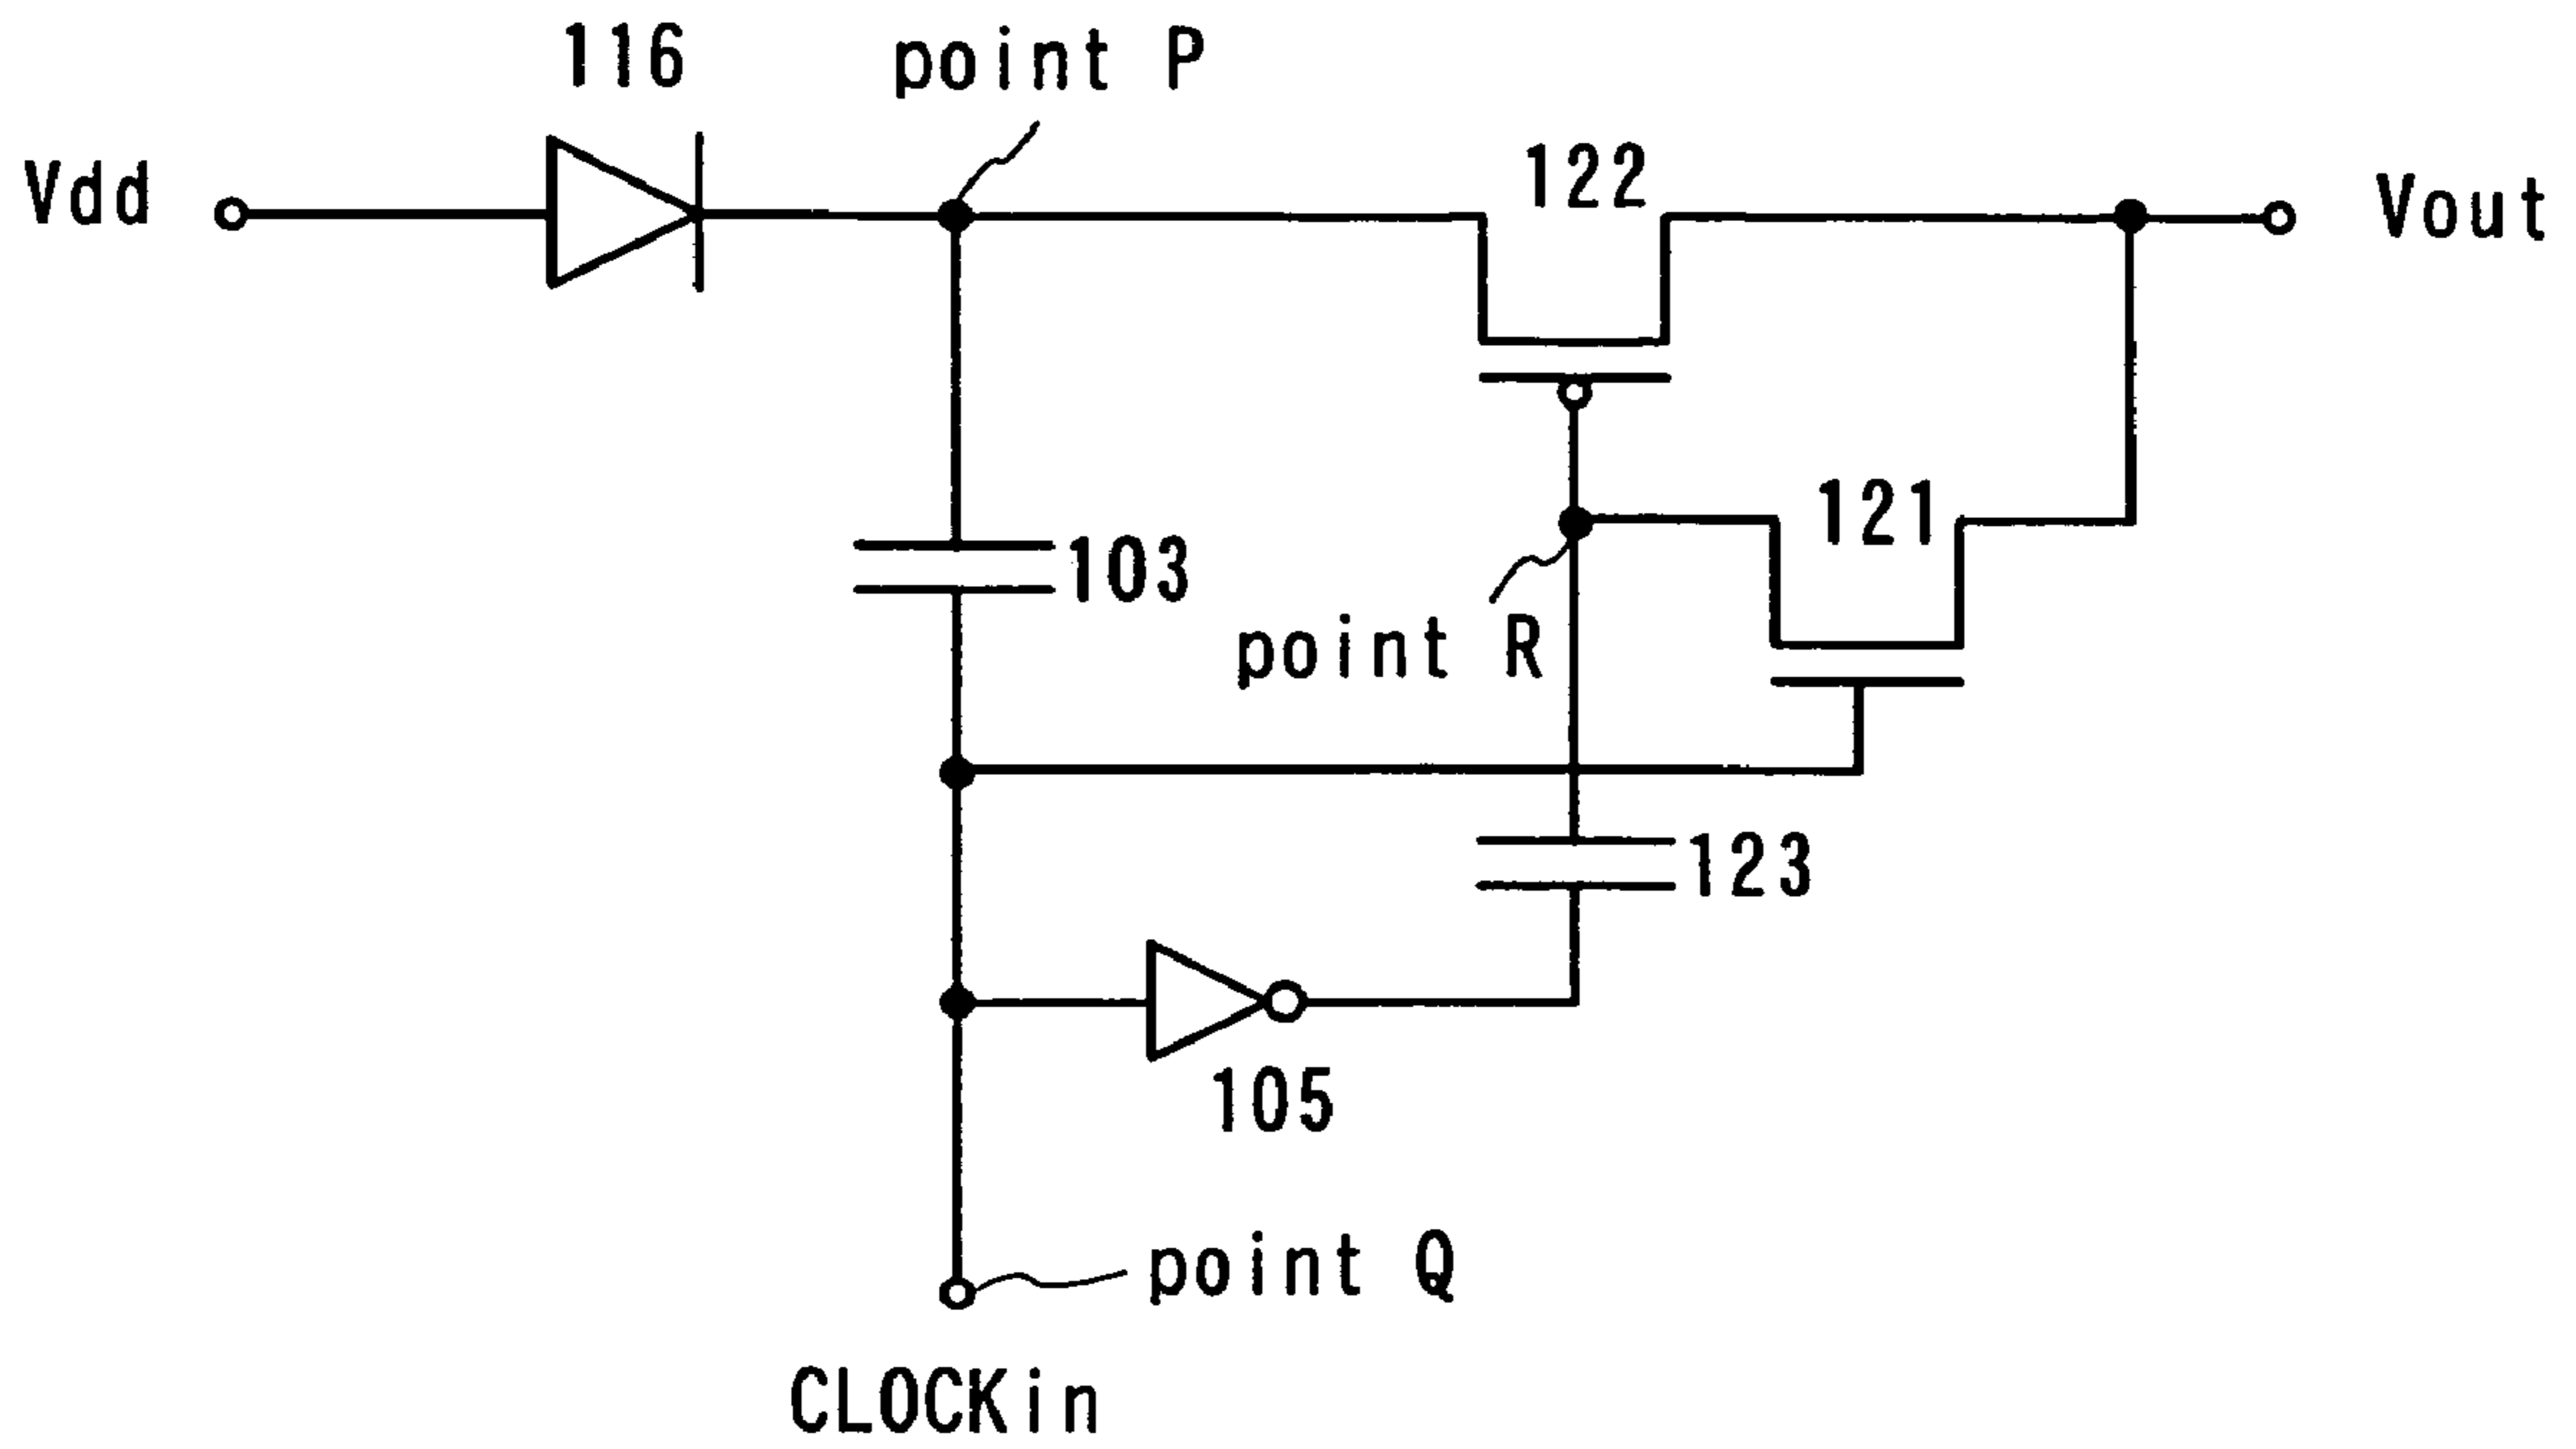 116
point P
Vdd
122
Vout
121
103
point R
123
105
point Q
CLOCKin